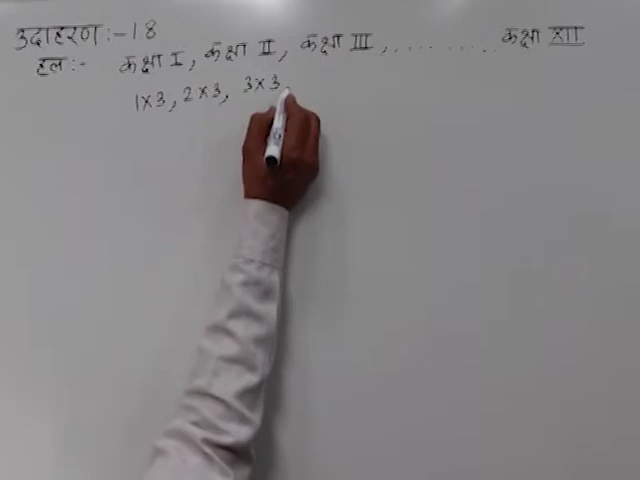 उदाहरण:-18
हल:- कक्षा I, कक्षा II, कक्षा III, .......... कक्षा XII
1×3, 2×3, 3×3,